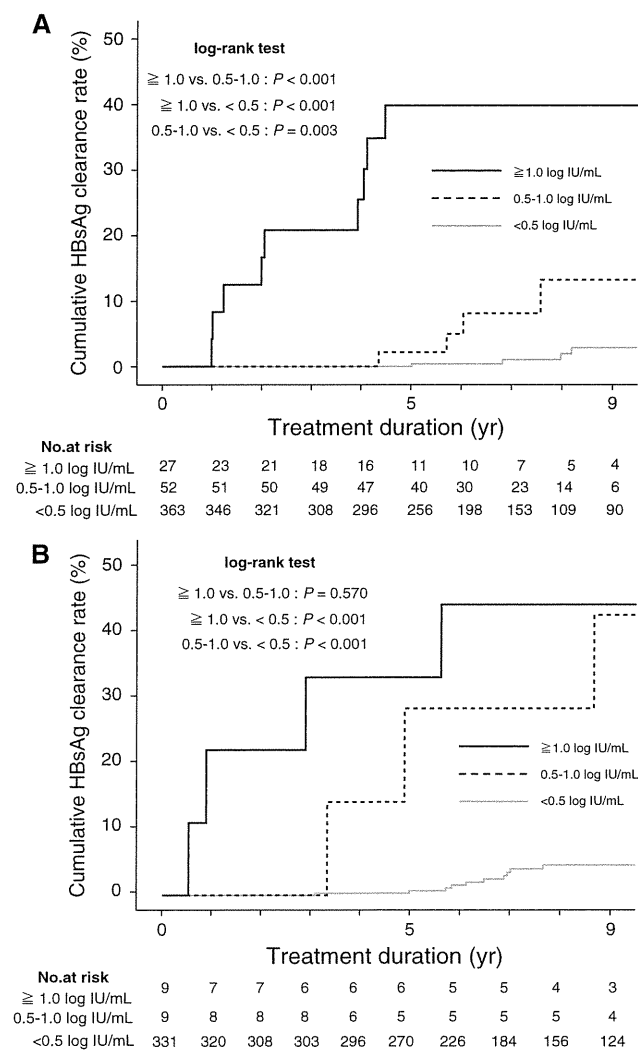 A
Cumulative HBsAg clearance rate (%)
50
40
30
20
10
0
log-rank test
≧ 1.0 vs. 0.5-1.0 : P < 0.001
≧ 1.0 vs. < 0.5 : P < 0.001
0.5-1.0 vs. < 0.5 : P = 0.003
≧1.0 log IU/mL
0.5-1.0 log IU/mL
<0.5 log IU/mL
0 5 9
Treatment duration (yr)
No.at risk
≧ 1.0 log IU/mL 27 23 21 18 16 11 10 7 5 4
0.5-1.0 log IU/mL 52 51 50 49 47 40 30 23 14 6
<0.5 log IU/mL 363 346 321 308 296 256 198 153 109 90
B
Cumulative HBsAg clearance rate (%)
50
40
30
20
10
0
log-rank test
≧ 1.0 vs. 0.5-1.0 : P = 0.570
≧ 1.0 vs. < 0.5 : P < 0.001
0.5-1.0 vs. < 0.5 : P < 0.001
≧1.0 log IU/mL
0.5-1.0 log IU/mL
<0.5 log IU/mL
0 5 9
Treatment duration (yr)
No.at risk
≧ 1.0 log IU/mL 9 7 7 6 6 6 5 5 4 3
0.5-1.0 log IU/mL 9 8 8 8 6 5 5 5 5 4
<0.5 log IU/mL 331 320 308 303 296 270 226 184 156 124